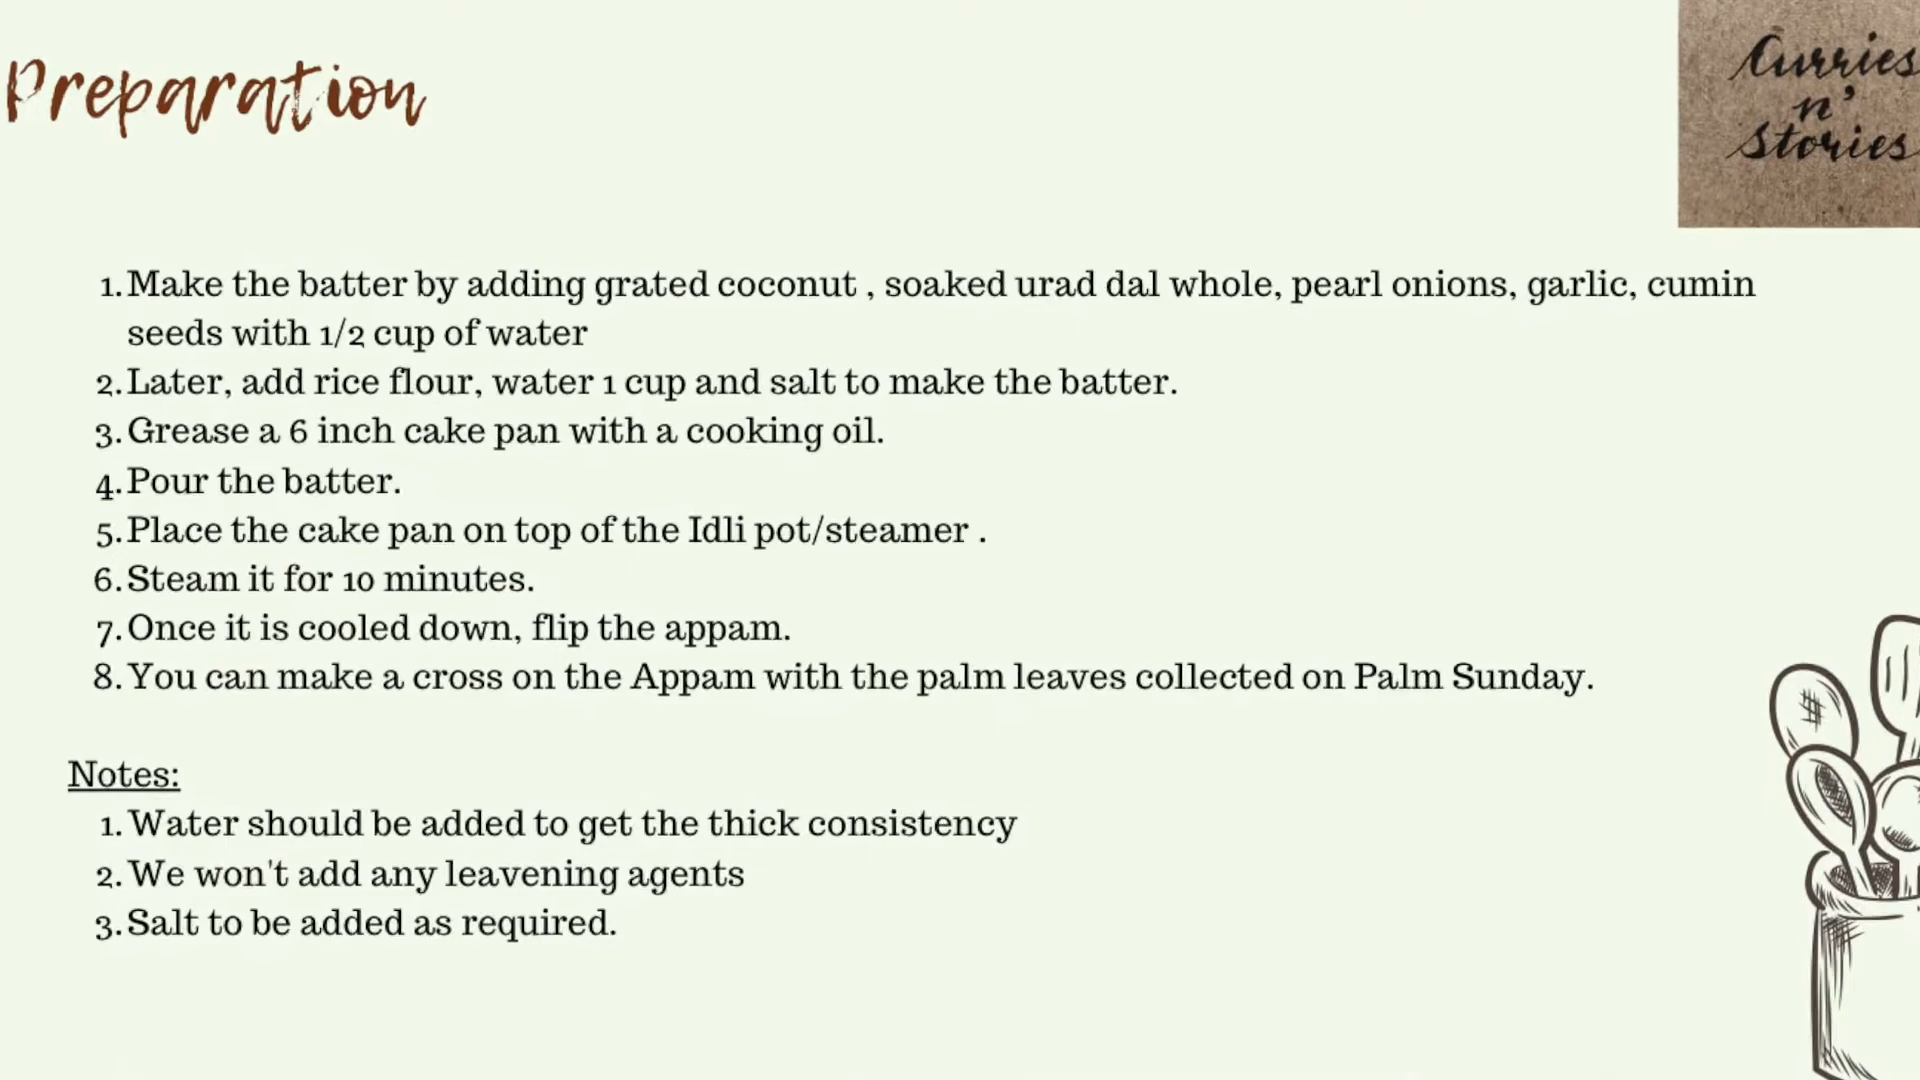 Preparation
Curries
n'
Stories
1. Make the batter by adding grated coconut , soaked urad dal whole, pearl onions, garlic, cumin
seeds with 1/2 cup of water
2. Later, add rice flour, water 1 cup and salt to make the batter.
3. Grease a 6 inch cake pan with a cooking oil.
4. Pour the batter.
5. Place the cake pan on top of the Idli pot/steamer .
6. Steam it for 10 minutes.
7. Once it is cooled down, flip the appam.
8. You can make a cross on the Appam with the palm leaves collected on Palm Sunday.
Notes:
1. Water should be added to get the thick consistency
2. We won't add any leavening agents
3. Salt to be added as required.